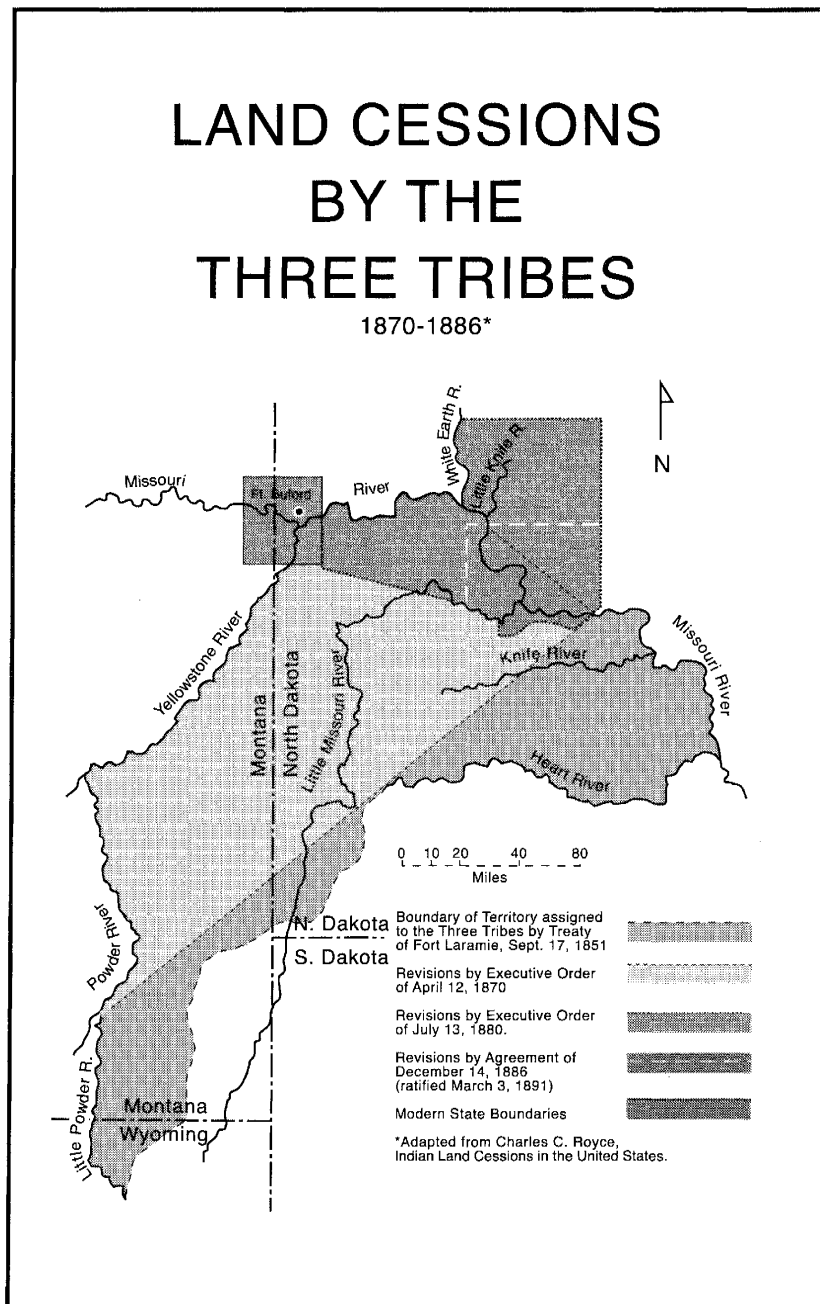 LAND CESSIONS
BY THE
THREE TRIBES
1870-1886*
White Earth R.
Little Knife R.
N
Missouri
Ft. Buford
River
Yellowstone River
Montana
North Dakota
Little Missouri River
Knife River
Missouri River
Heart River
0 10 20 40 80
Miles
Powder River
N. Dakota
S. Dakota
Little Powder R.
Montana
Wyoming
Boundary of Territory assigned
to the Three Tribes by Treaty
of Fort Laramie, Sept. 17, 1851
Revisions by Executive Order
of April 12, 1870
Revisions by Executive Order
of July 13, 1880.
Revisions by Agreement of
December 14, 1886
(ratified March 3, 1891)
Modern State Boundaries
*Adapted from Charles C. Royce,
Indian Land Cessions in the United States.